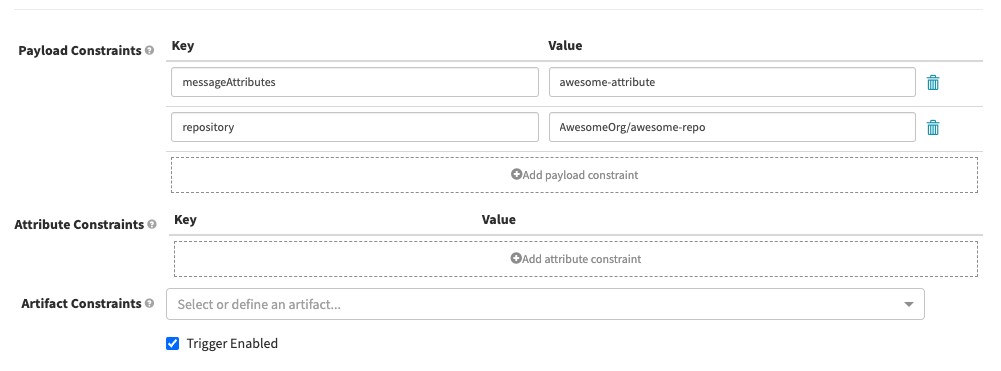 Payload Constraints
Key Value
messageAttributes awesome-attribute
repository AwesomeOrg/awesome-repo
Add payload constraint
Attribute Constraints
Key Value
Add attribute constraint
Artifact Constraints
Select or define an artifact...
Trigger Enabled